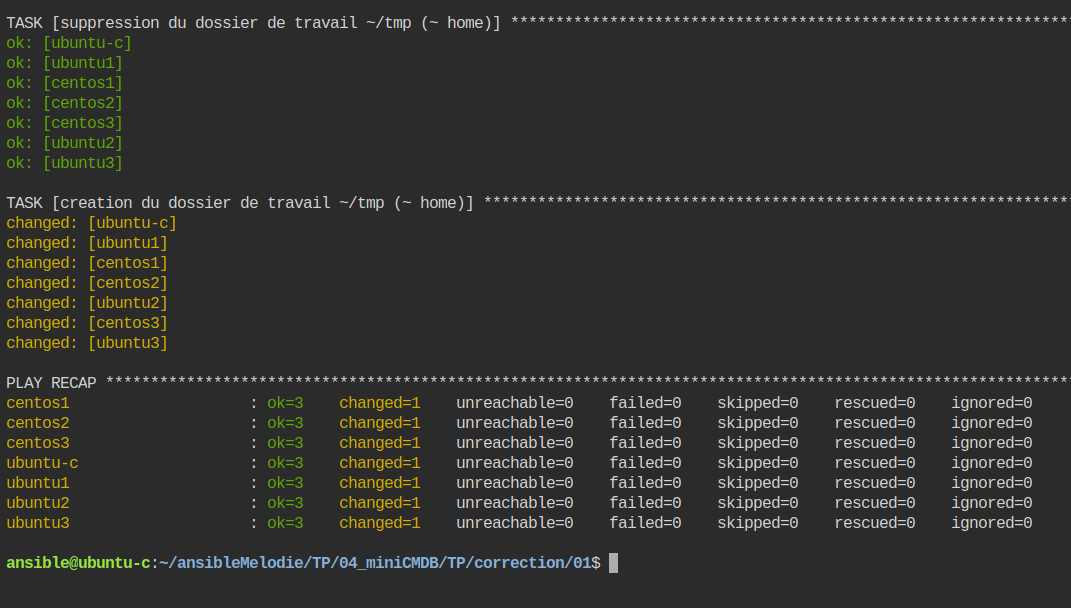 TASK [suppression du dossier de travail ~/tmp (~ home)] **************************************************************
ok: [ubuntu-c]
ok: [ubuntu1]
ok: [centos1]
ok: [centos2]
ok: [centos3]
ok: [ubuntu2]
ok: [ubuntu3]
TASK [creation du dossier de travail ~/tmp (~ home)] *****************************************************************
changed: [ubuntu-c]
changed: [ubuntu1]
changed: [centos1]
changed: [centos2]
changed: [ubuntu2]
changed: [centos3]
changed: [ubuntu3]
PLAY RECAP ***********************************************************************************************************
centos1 : ok=3 changed=1 unreachable=0 failed=0 skipped=0 rescued=0 ignored=0
centos2 : ok=3 changed=1 unreachable=0 failed=0 skipped=0 rescued=0 ignored=0
centos3 : ok=3 changed=1 unreachable=0 failed=0 skipped=0 rescued=0 ignored=0
ubuntu-c : ok=3 changed=1 unreachable=0 failed=0 skipped=0 rescued=0 ignored=0
ubuntu1 : ok=3 changed=1 unreachable=0 failed=0 skipped=0 rescued=0 ignored=0
ubuntu2 : ok=3 changed=1 unreachable=0 failed=0 skipped=0 rescued=0 ignored=0
ubuntu3 : ok=3 changed=1 unreachable=0 failed=0 skipped=0 rescued=0 ignored=0
ansible@ubuntu-c:~/ansibleMelodie/TP/04_miniCMDB/TP/correction/01$